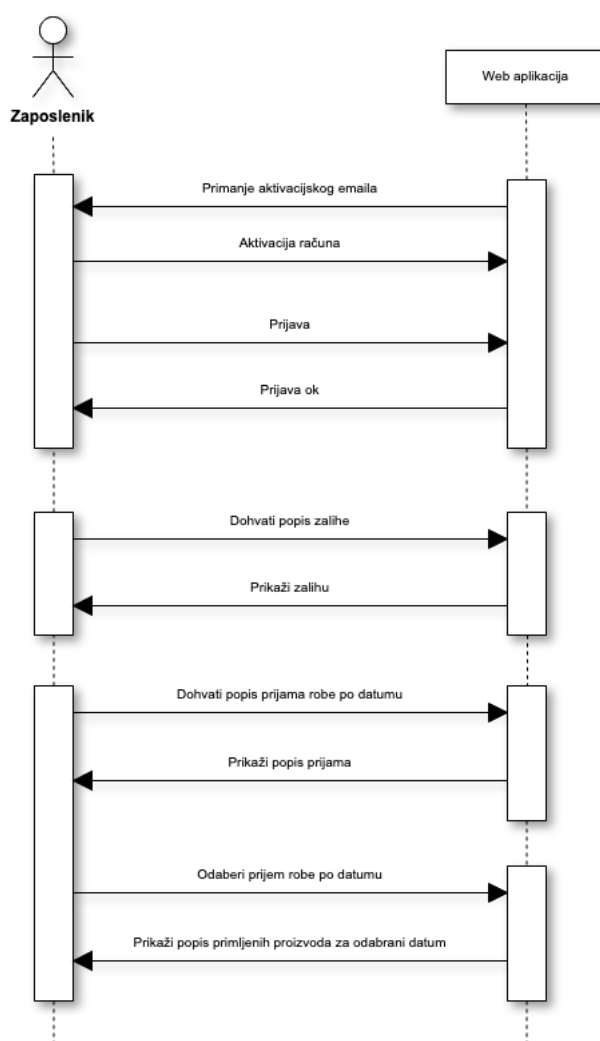 Zaposlenik
Web aplikacija
Primanje aktivacijskog emaila
Aktivacija računa
Prijava
Prijava ok
Dohvati popis zalihe
Prikaži zalihu
Dohvati popis prijama robe po datumu
Prikaži popis prijama
Odaberi prijem robe po datumu
Prikaži popis primljenih proizvoda za odabrani datum